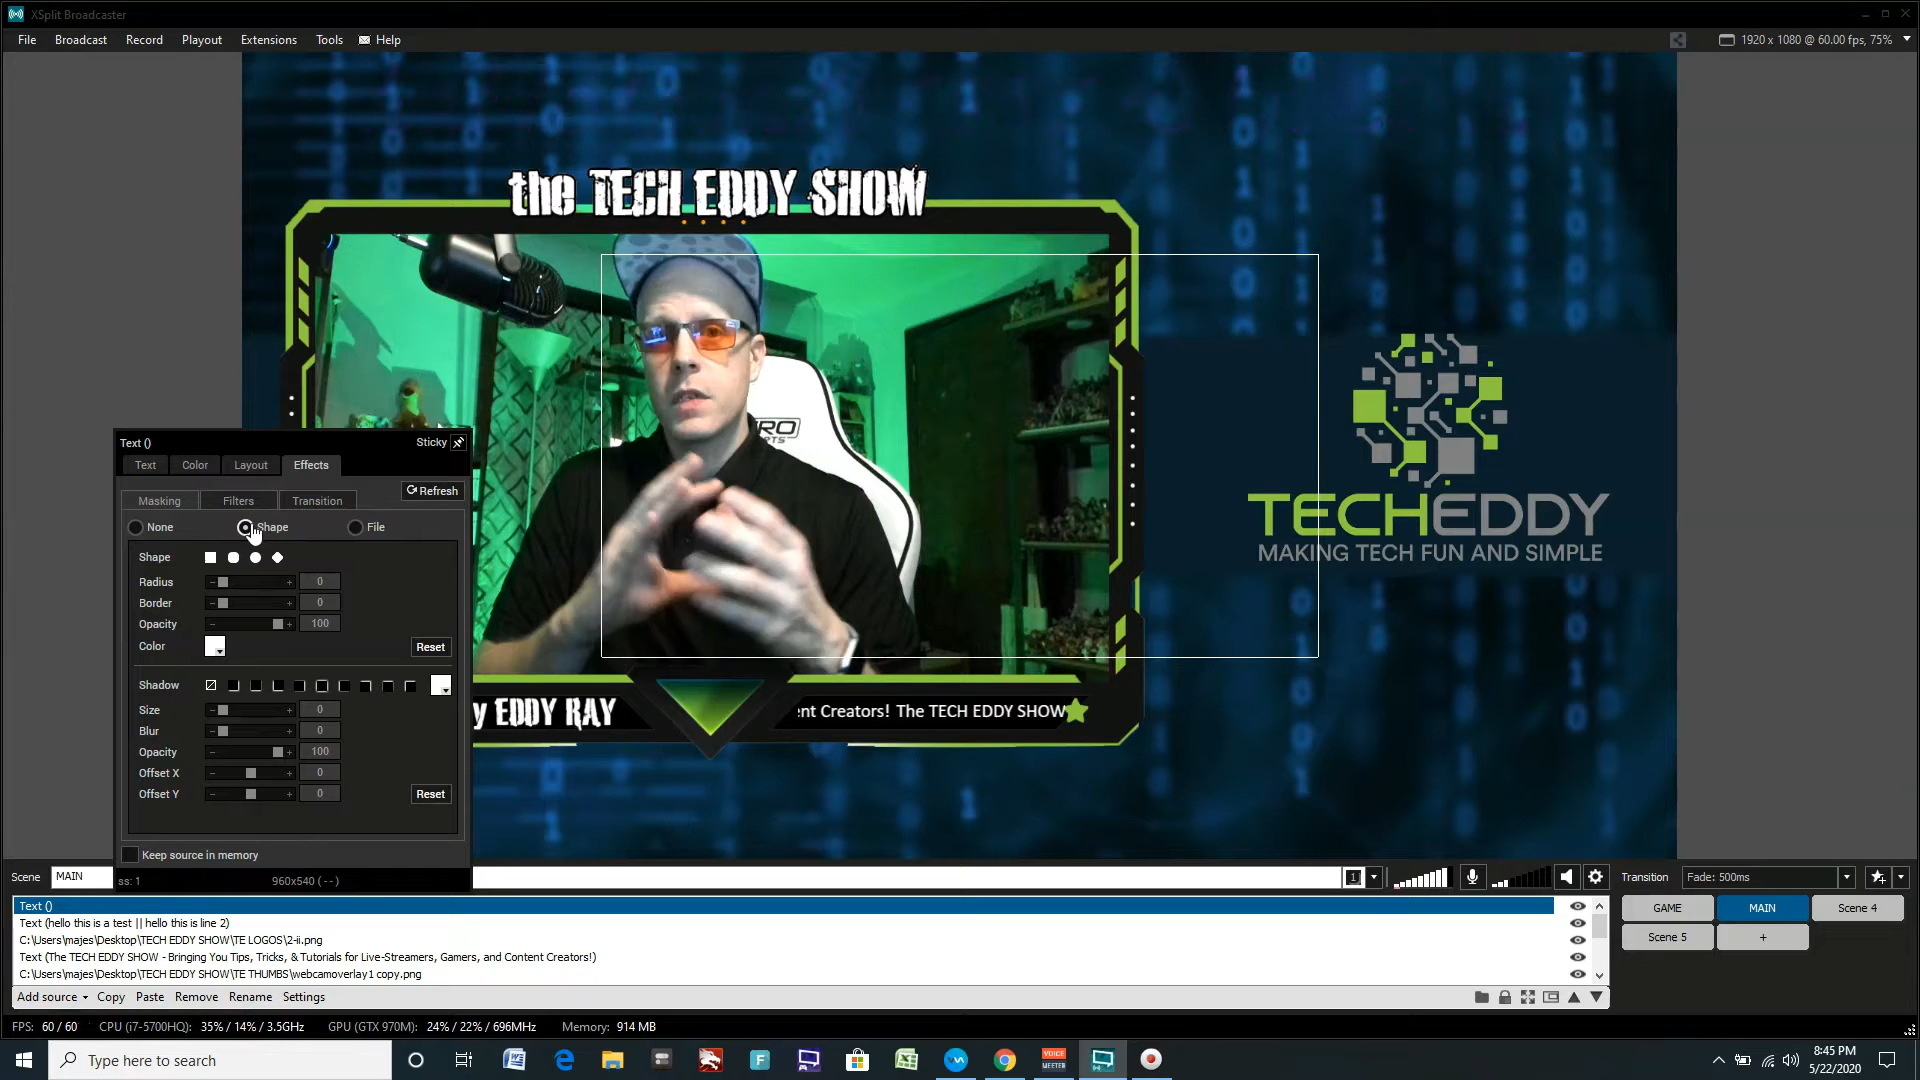 XSplit Broadcaster
File Broadcast Record Playout Extensions Tools Help
1920 x 1080 @ 60.00 fps, 75%
the TECH EDDY SHOW
TECHEDDY
MAKING TECH FUN AND SIMPLE
y EDDY RAY
ent Creators! The TECH EDDY SHOW
Text ()
Sticky
Text Color Layout Effects
Refresh
Masking Filters Transition
None Shape File
Shape
Radius 0
Border 0
Opacity 100
Color Reset
Shadow
Size 0
Blur 0
Opacity 100
Offset X 0
Offset Y 0 Reset
Keep source in memory
ss: 1 960x540 ( - - )
Scene MAIN
1
Transition Fade: 500ms
Text ()
Text (hello this is a test || hello this is line 2)
C:\Users\majes\Desktop\TECH EDDY SHOW\TE LOGOS\2-ii.png
Text (The TECH EDDY SHOW - Bringing You Tips, Tricks, & Tutorials for Live-Streamers, Gamers, and Content Creators!)
C:\Users\majes\Desktop\TECH EDDY SHOW\TE THUMBS\webcamoverlay1 copy.png
GAME MAIN Scene 4
Scene 5 +
Add source Copy Paste Remove Rename Settings
FPS: 60 / 60 CPU (i7-5700HQ): 35% / 14% / 3.5GHz GPU (GTX 970M): 24% / 22% / 696MHz Memory: 914 MB
Type here to search
VOICE
MEETER
8:45 PM
5/22/2020